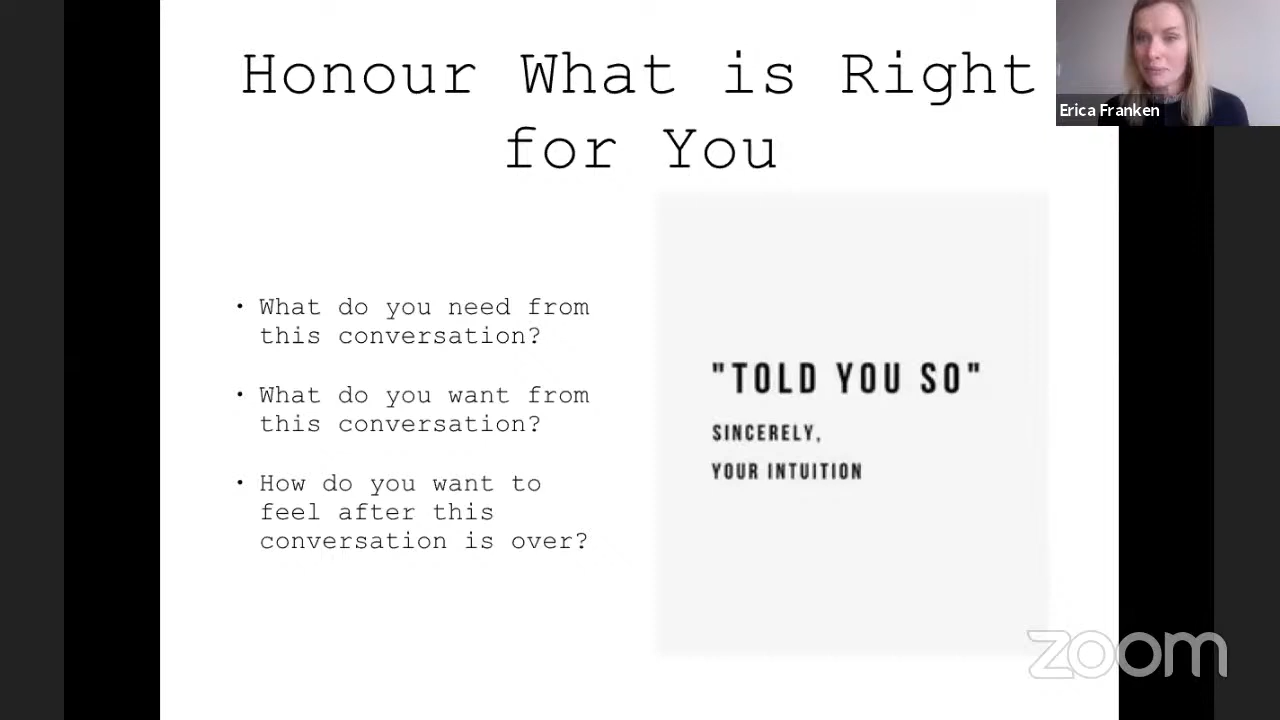 Honour What is Right
for You
Erica Franken
• What do you need from
this conversation?
• What do you want from
this conversation?
• How do you want to
feel after this
conversation is over?
"TOLD YOU SO"
SINCERELY,
YOUR INTUITION
zoom